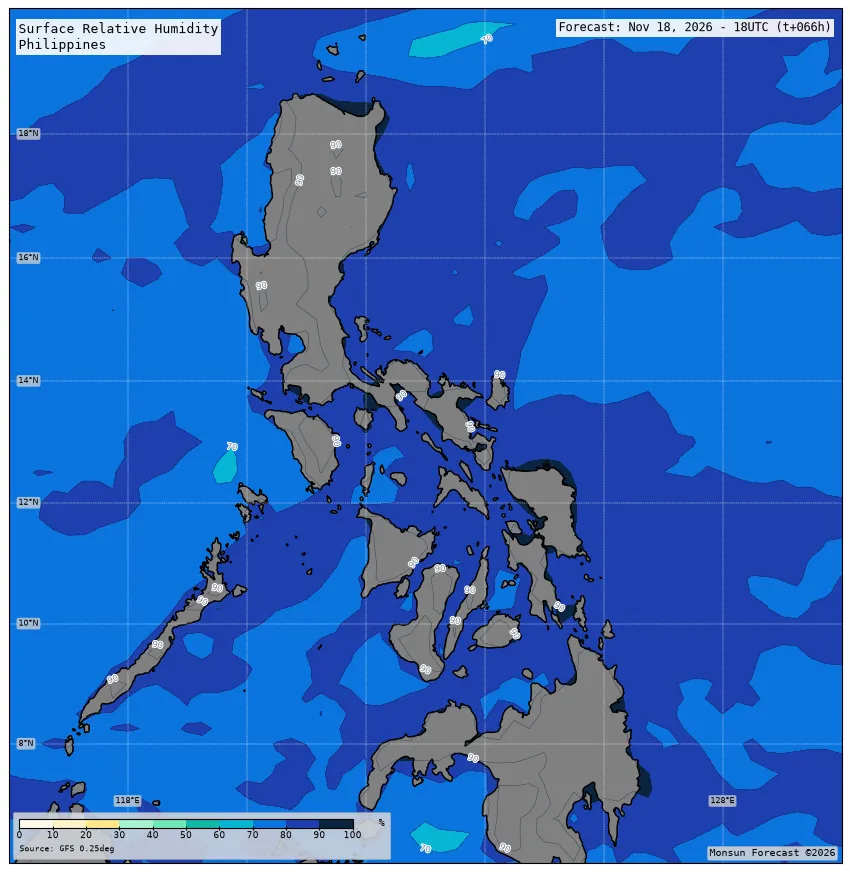 Surface Relative Humidity
Philippines
Forecast: Nov 18, 2026 - 18UTC (t+066h)
70
18°N
90
90
90
16°N
90
14°N
90
90
90
90
70
12°N
90
90
90
90
90
90
10°N
90
90
90
90
90
8°N
90
118°E
128°E
%
0 10 20 30 40 50 60 70 80 90 100
Source: GFS 0.25deg
70
90
Monsun Forecast ©2026